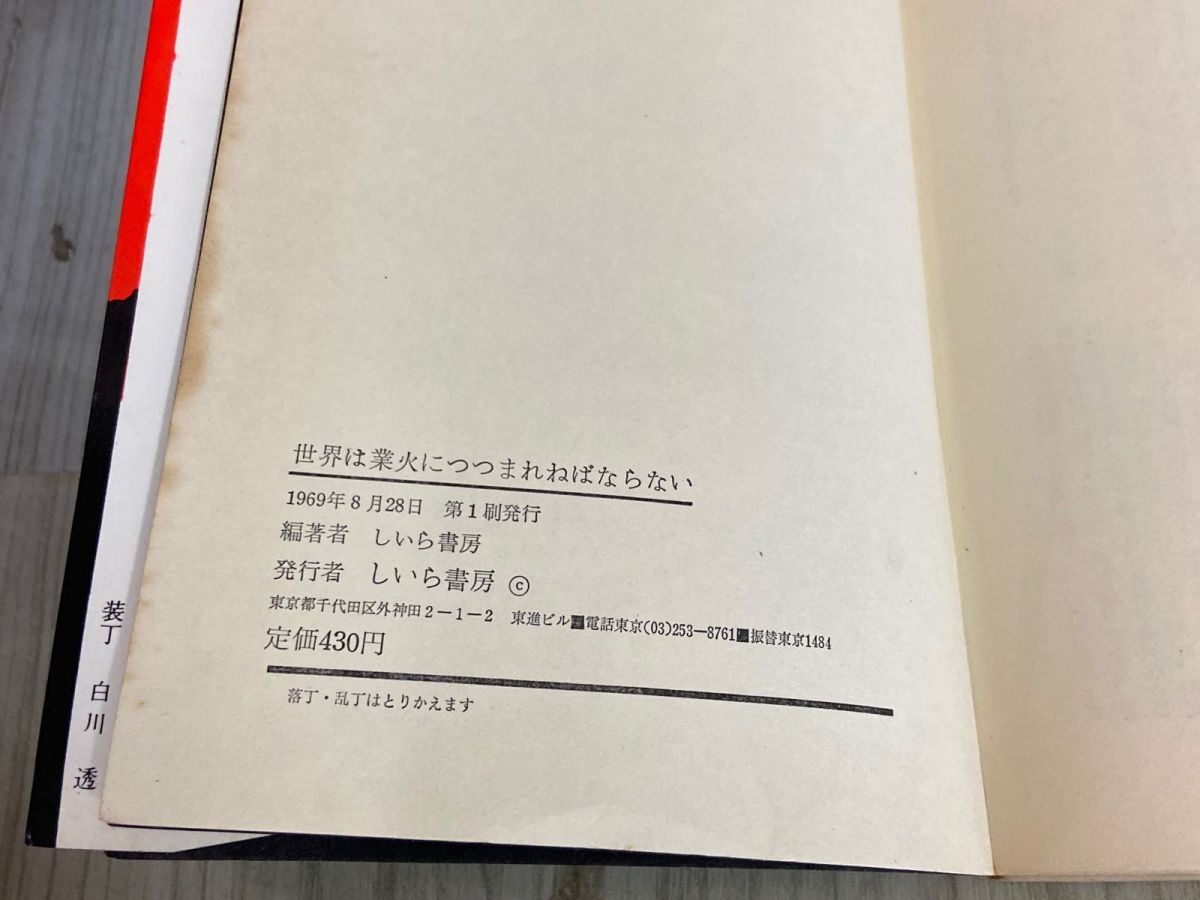 世界は業火につつまれねばならない
1969年8月28日 第1刷発行
編著者 しいら書房
発行者 しいら書房 ©
東京都千代田区外神田2－1－2 東進ビル■電話東京(03)253―8761■振替東京1484
定価430円
落丁・乱丁はとりかえます
装丁 白川 透